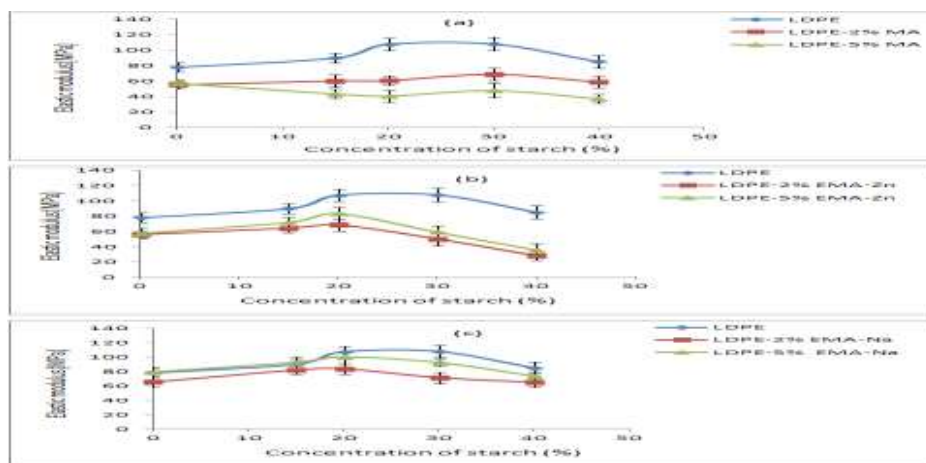 (a)
Elastic modulus(MPa)
140
120
100
80
60
40
20
0
0 10 20 30 40 50
Concentration of starch (%)
LDPE
LDPE-2% MA
LDPE-5% MA
(b)
Elastic modulus(MPa)
140
120
100
80
60
40
20
0
0 10 20 30 40 50
Concentration of starch (%)
LDPE
LDPE-2% EMA-Zn
LDPE-5% EMA-Zn
(c)
Elastic modulus(MPa)
140
120
100
80
60
40
20
0
0 10 20 30 40 50
Concentration of starch (%)
LDPE
LDPE-2% EMA-Na
LDPE-5% EMA-Na